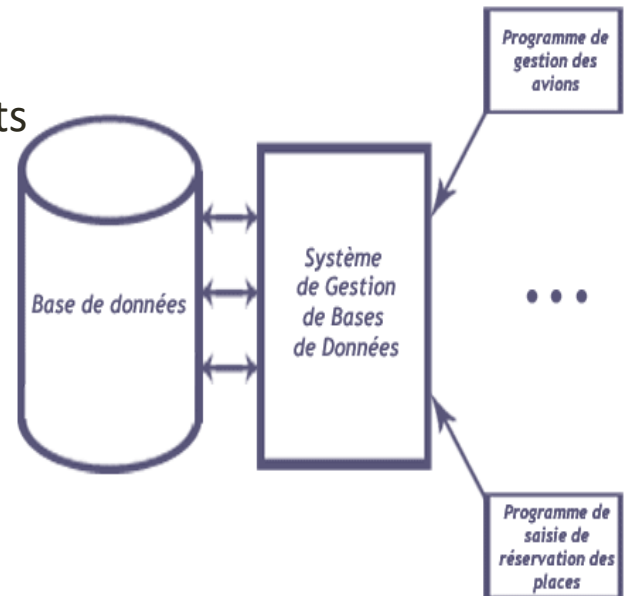 Programme de
gestion des
avions
ts
Base de données
Système
de Gestion
de Bases
de Données
Programme de
saisie de
réservation des
places